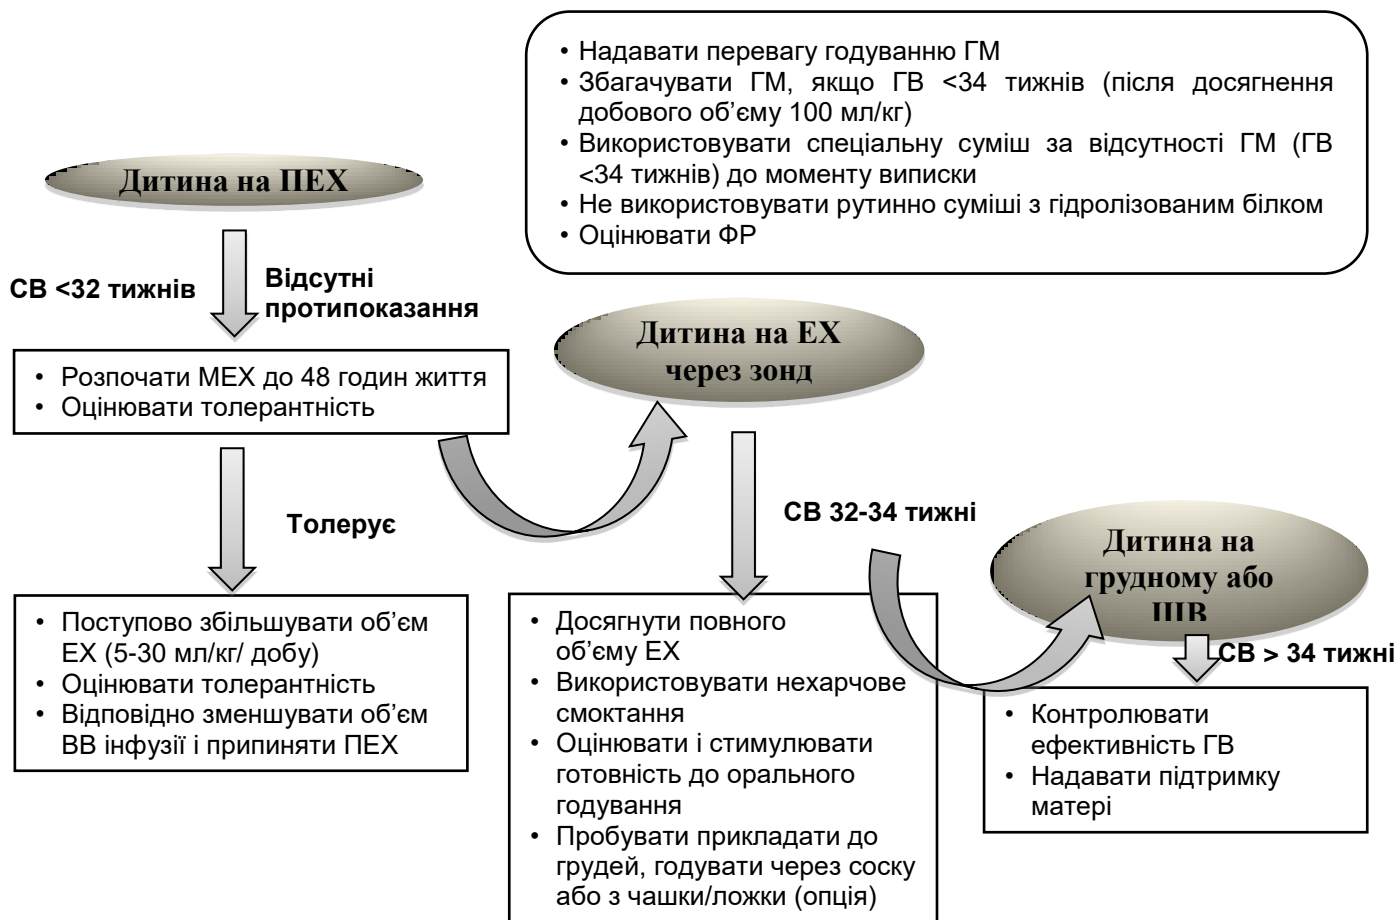 • Надавати перевагу годуванню ГМ
• Збагачувати ГМ, якщо ГВ <34 тижнів (після досягнення
добового об’єму 100 мл/кг)
• Використовувати спеціальну суміш за відсутності ГМ (ГВ
<34 тижнів) до моменту виписки
• Не використовувати рутинно суміші з гідролізованим білком
• Оцінювати ФР
Дитина на ПЕХ
СВ <32 тижнів
Відсутні
протипоказання
• Розпочати МЕХ до 48 годин життя
• Оцінювати толерантність
Толерує
• Поступово збільшувати об’єм
ЕХ (5-30 мл/кг/ добу)
• Оцінювати толерантність
• Відповідно зменшувати об’єм
ВВ інфузії і припиняти ПЕХ
Дитина на ЕХ
через зонд
СВ 32-34 тижні
• Досягнути повного
об’єму ЕХ
• Використовувати нехарчове
смоктання
• Оцінювати і стимулювати
готовність до орального
годування
• Пробувати прикладати до
грудей, годувати через соску
або з чашки/ложки (опція)
Дитина на
грудному або
СВ > 34 тижні
• Контролювати
ефективність ГВ
• Надавати підтримку
матері